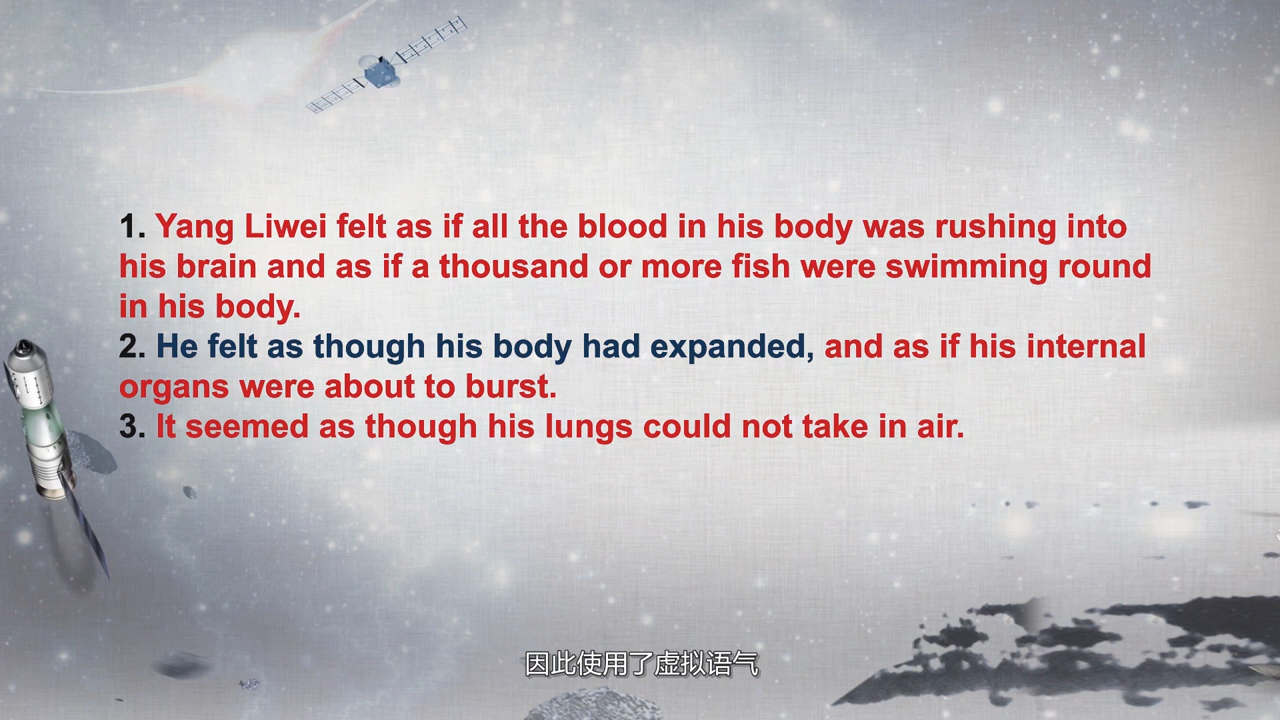 1. Yang Liwei felt as if all the blood in his body was rushing into
his brain and as if a thousand or more fish were swimming round
in his body.
2. He felt as though his body had expanded, and as if his internal
organs were about to burst.
3. It seemed as though his lungs could not take in air.
因此使用了虚拟语气